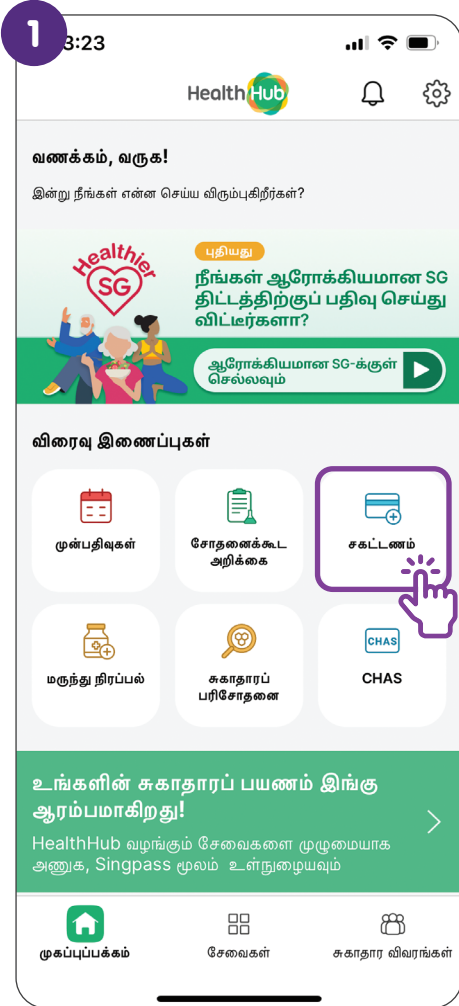 1
3:23
HealthHub
வணக்கம், வருக!
இன்று நீங்கள் என்ன செய்ய விரும்புகிறீர்கள்?
Healthier
SG
புதியது
நீங்கள் ஆரோக்கியமான SG
திட்டத்திற்குப் பதிவு செய்து
விட்டீர்களா?
ஆரோக்கியமான SG-க்குள்
செல்லவும்
விரைவு இணைப்புகள்
முன்பதிவுகள்
சோதனைக்கூட
அறிக்கை
சகட்டணம்
மருந்து நிரப்பல்
சுகாதாரப்
பரிசோதனை
CHAS
CHAS
உங்களின் சுகாதாரப் பயணம் இங்கு
ஆரம்பமாகிறது!
HealthHub வழங்கும் சேவைகளை முழுமையாக
அணுக, Singpass மூலம் உள்நுழையவும்
முகப்புப்பக்கம்
சேவைகள்
சுகாதார விவரங்கள்